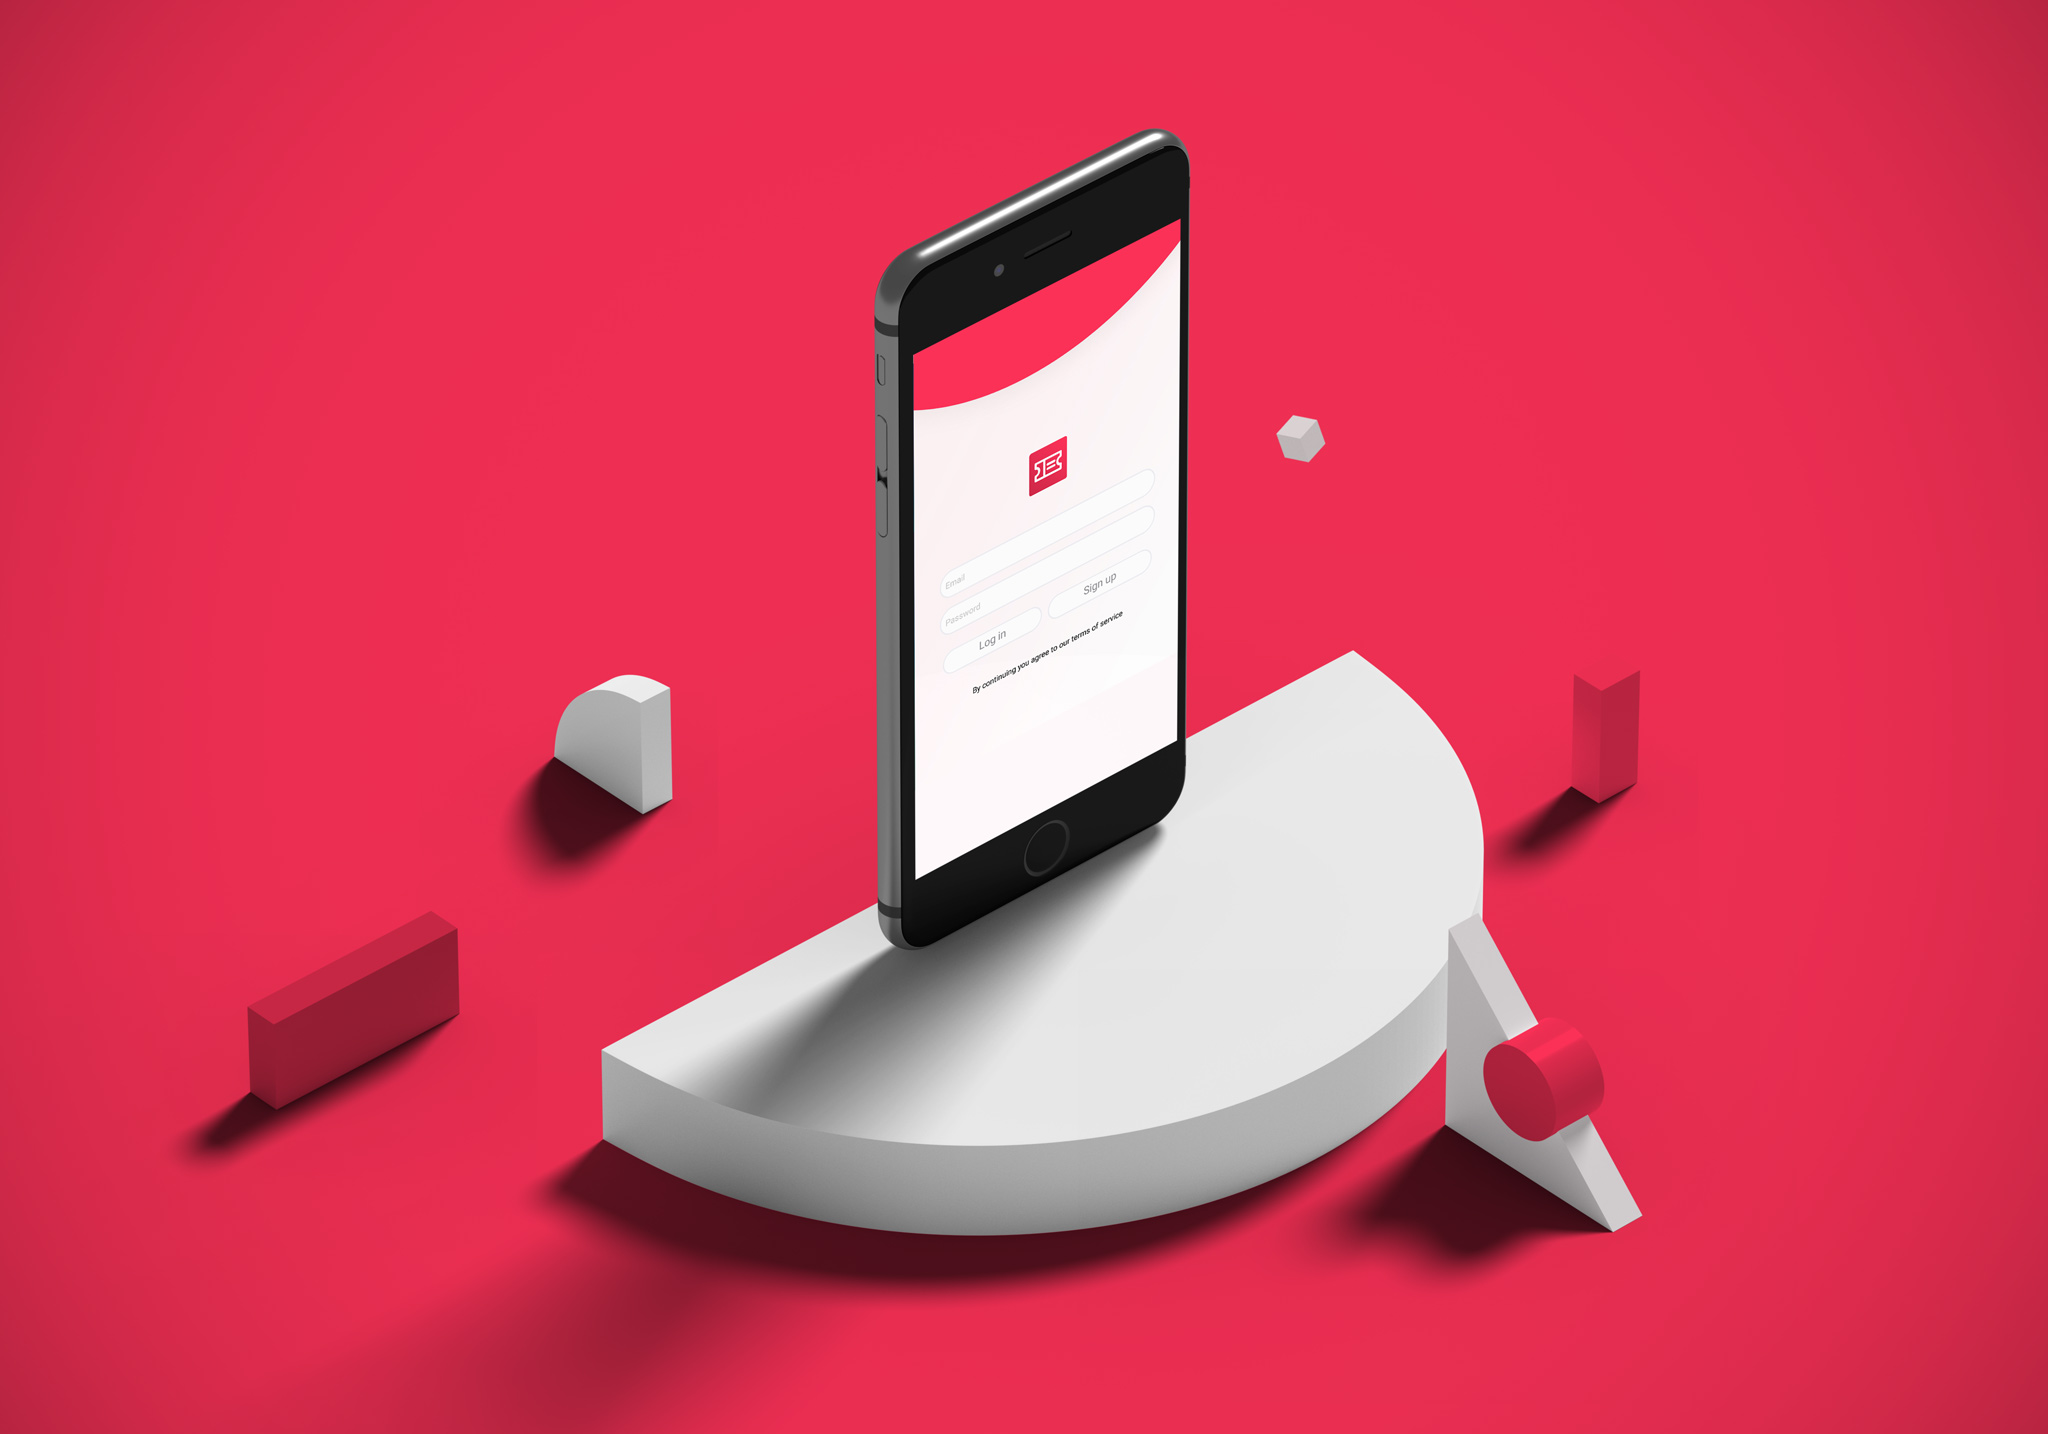 Email
Password
Log in
Sign up
By continuing you agree to our terms of service